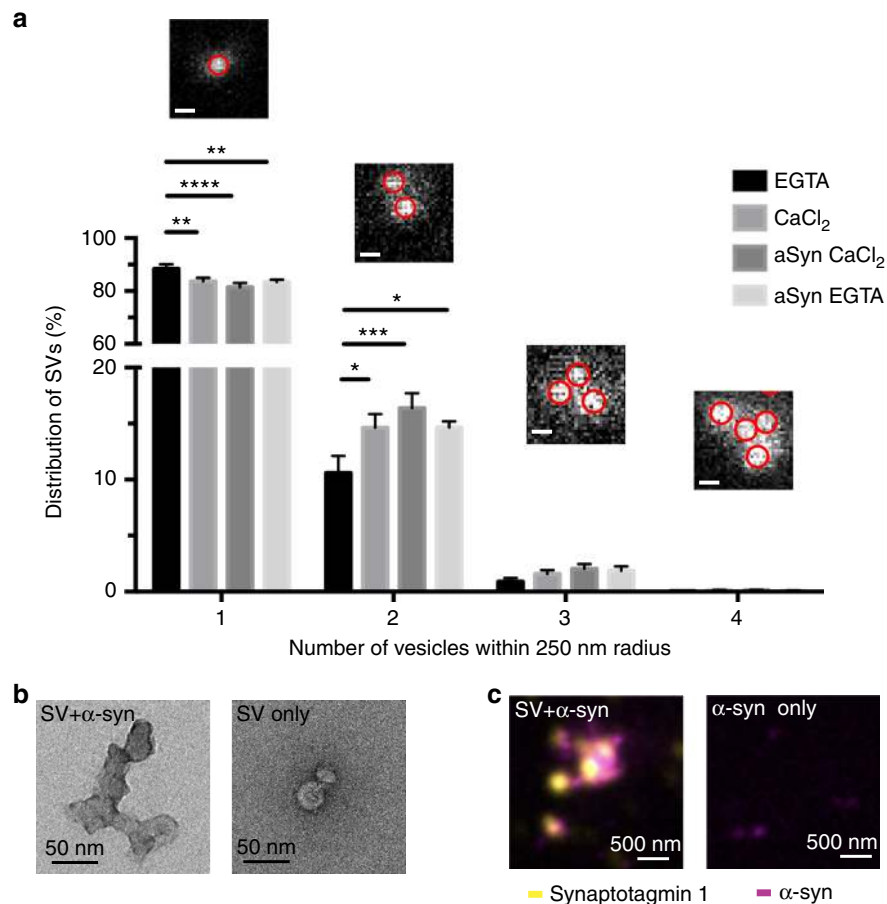 a
**
****
**
100
80
60
20
10
0
Distribution of SVs (%)
*
***
*
EGTA
CaCl₂
aSyn CaCl₂
aSyn EGTA
1 2 3 4
Number of vesicles within 250 nm radius
b
SV+α-syn
50 nm
SV only
50 nm
c
SV+α-syn
500 nm
α-syn only
500 nm
Synaptotagmin 1 α-syn